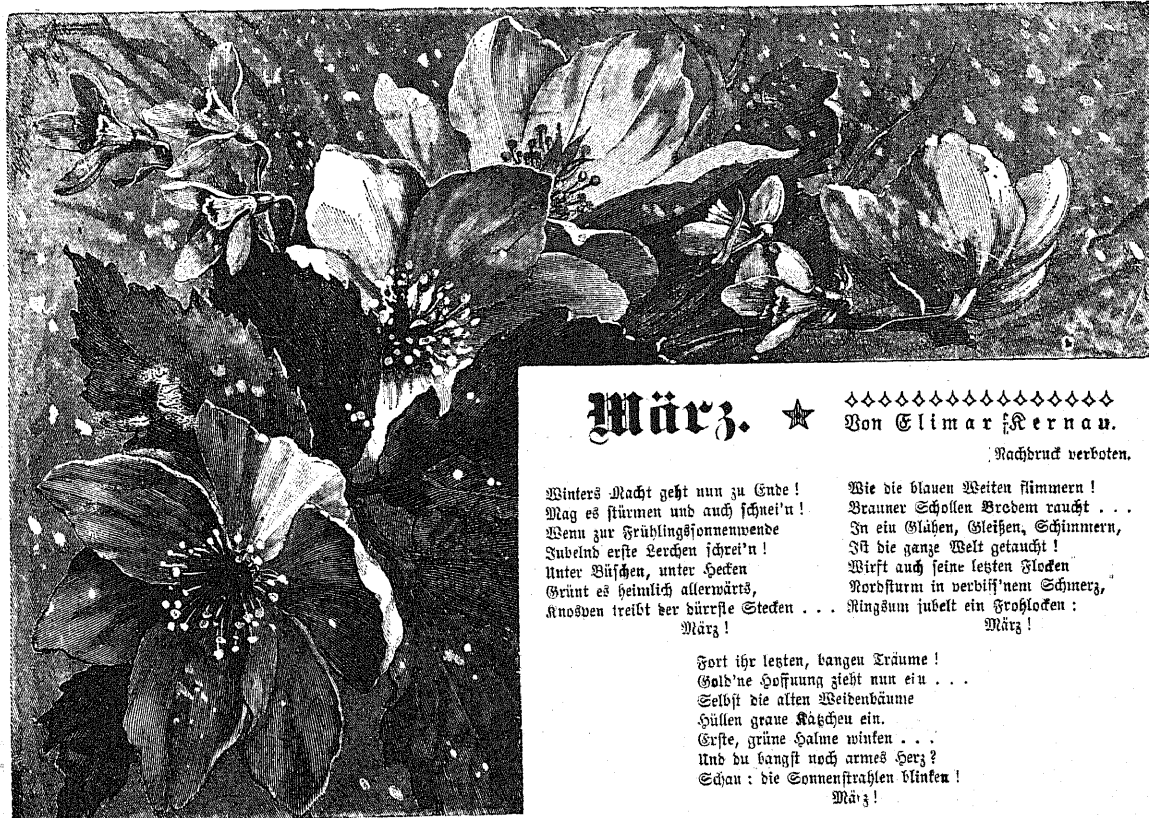 März.
Von Elimar Kernau.
Nachdruck verboten.
Winters Macht geht nun zu Ende!
Mag es stürmen und auch schnei'n!
Wenn zur Frühlingssonnenwende
Jubelnd erste Lerchen schrei'n!
Unter Büschen, unter Hecken
Grünt es heimlich allerwärts,
Knospen treibt der dürrste Stecken . . .
März!
Wie die blauen Weiten flimmern!
Brauner Schollen Brodem raucht . . .
In ein Glühen, Gleißen, Schimmern,
Ist die ganze Welt getaucht!
Wirft auch seine letzten Flocken
Nordsturm in verbiss'nem Schmerz,
Ringsum jubelt ein Frohlocken:
März!
Fort ihr letzten, bangen Träume!
Gold'ne Hoffnung zieht nun ein . . .
Selbst die alten Weidenbäume
Hüllen graue Kätzchen ein.
Erste, grüne Halme winken . . .
Und du bangst noch armes Herz?
Schau: die Sonnenstrahlen blinken!
März!